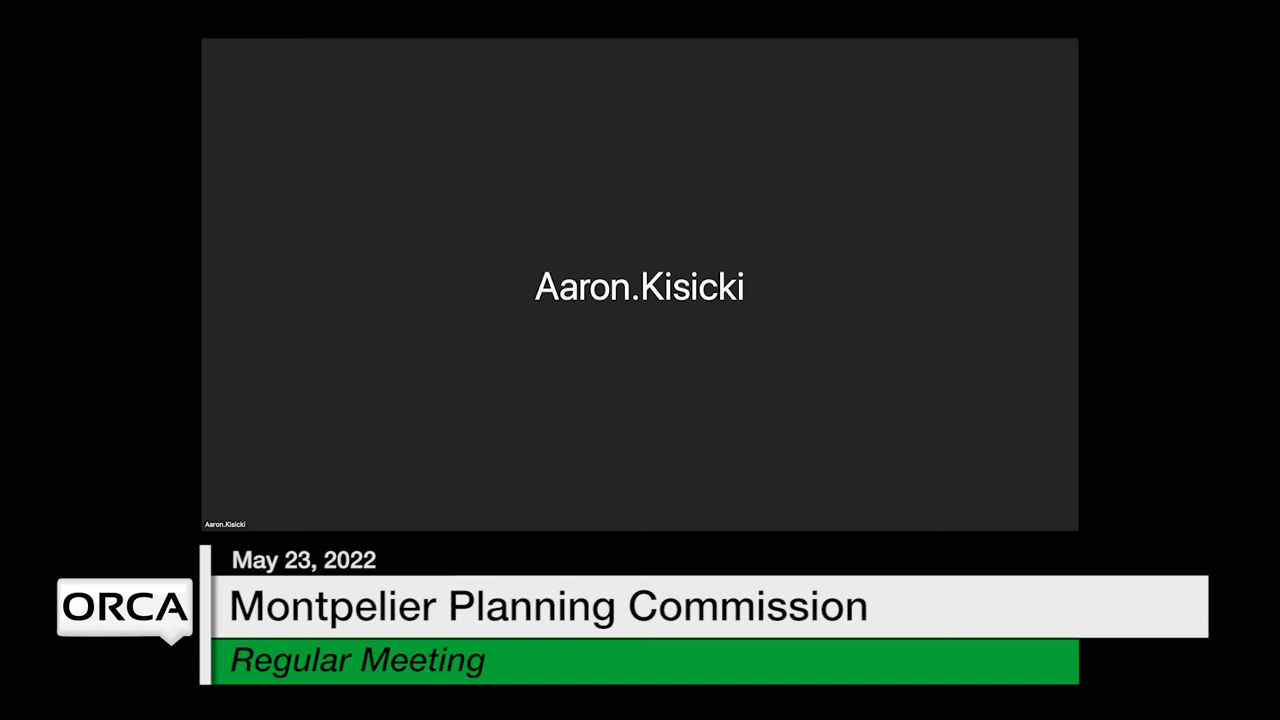 Aaron.Kisicki
Aaron.Kisicki
May 23, 2022
ORCA
Montpelier Planning Commission
Regular Meeting